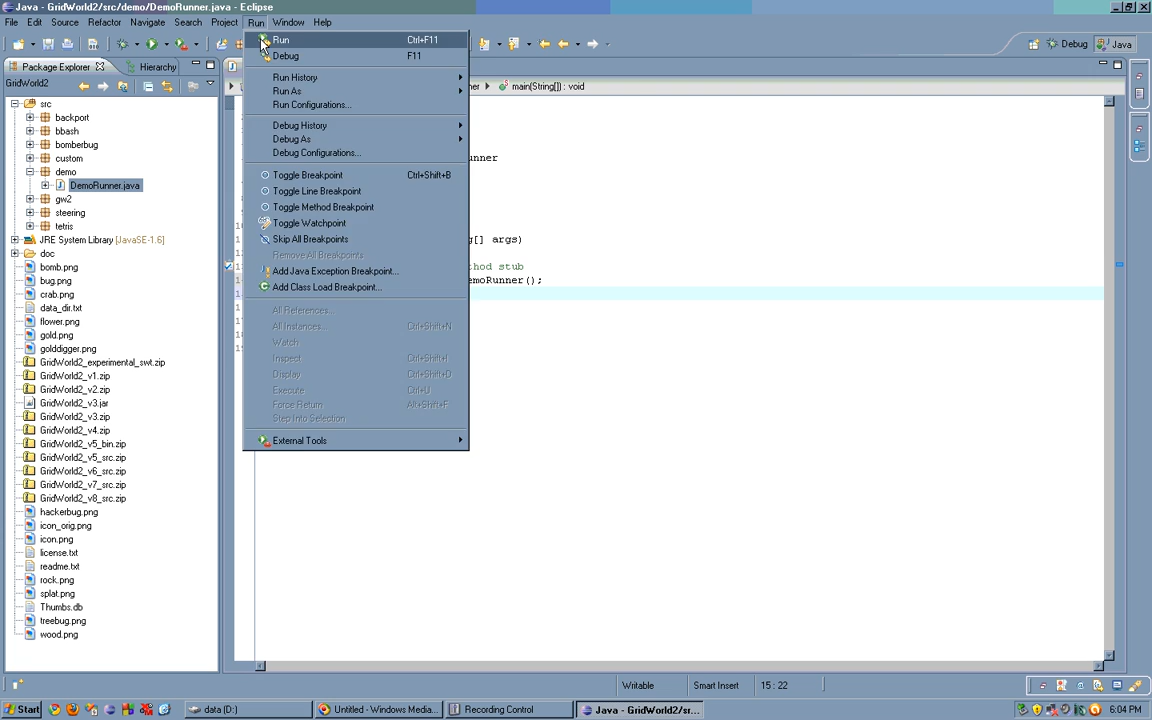 Java - GridWorld2/src/demo/DemoRunner.java - Eclipse
File Edit Source Refactor Navigate Search Project Run Window Help
Debug Java
Package Explorer Hierarchy
GridWorld2
main(String[]) : void
src
backport
bbash
bomberbug
custom
demo
DemoRunner.java
gw2
steering
tetris
JRE System Library [JavaSE-1.6]
doc
bomb.png
bug.png
crab.png
data_dir.txt
flower.png
gold.png
golddigger.png
GridWorld2_experimental_swt.zip
GridWorld2_v1.zip
GridWorld2_v2.zip
GridWorld2_v3.jar
GridWorld2_v3.zip
GridWorld2_v4.zip
GridWorld2_v5_bin.zip
GridWorld2_v5_src.zip
GridWorld2_v6_src.zip
GridWorld2_v7_src.zip
GridWorld2_v8_src.zip
hackerbug.png
icon_orig.png
icon.png
license.txt
readme.txt
rock.png
splat.png
Thumbs.db
treebug.png
wood.png
Run Ctrl+F11
Debug F11
Run History
Run As
Run Configurations...
Debug History
Debug As
Debug Configurations...
Toggle Breakpoint Ctrl+Shift+B
Toggle Line Breakpoint
Toggle Method Breakpoint
Toggle Watchpoint
Skip All Breakpoints
Remove All Breakpoints
Add Java Exception Breakpoint...
Add Class Load Breakpoint...
All References...
All Instances... Ctrl+Shift+N
Watch
Inspect Ctrl+Shift+I
Display Ctrl+Shift+D
Execute Ctrl+U
Force Return Alt+Shift+F
Step Into Selection
External Tools
unner
g[] args)
hod stub
emoRunner();
Writable Smart Insert 15 : 22
Start data (D:) Untitled - Windows Media... Recording Control Java - GridWorld2/sr... 6:04 PM